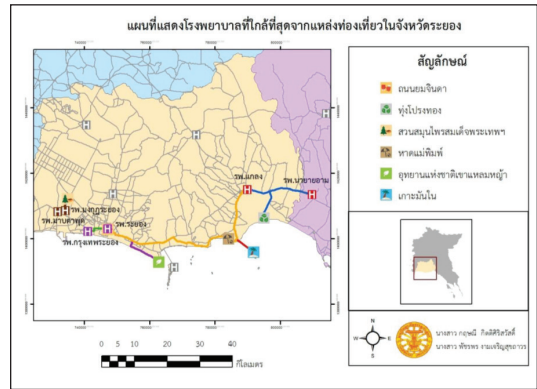 แผนที่แสดงโรงพยาบาลที่ใกล้ที่สุดจากแหล่งท่องเที่ยวในจังหวัดระยอง
รพ.แกลง
รพ.นายายอาม
รพ.มงกุฎระยอง
รพ.มาบตาพุด
รพ.ระยอง
รพ.กรุงเทพระยอง
0 5 10 20 30 40
กิโลเมตร
สัญลักษณ์
ถนนยมจินดา
ทุ่งโปรงทอง
สวนสมุนไพรสมเด็จพระเทพฯ
หาดแม่พิมพ์
อุทยานแห่งชาติเขาแหลมหญ้า
เกาะมันใน
N
W E
S
นางสาว กฤษณี กิตติศิริสวัสดิ์
นางสาว พัชรพร งามเจริญสุถาวร